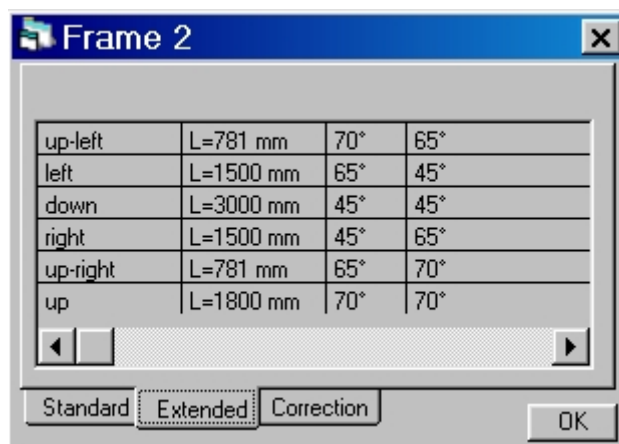 Frame 2
up-left L=781 mm 70° 65°
left L=1500 mm 65° 45°
down L=3000 mm 45° 45°
right L=1500 mm 45° 65°
up-right L=781 mm 65° 70°
up L=1800 mm 70° 70°
Standard Extended Correction
OK